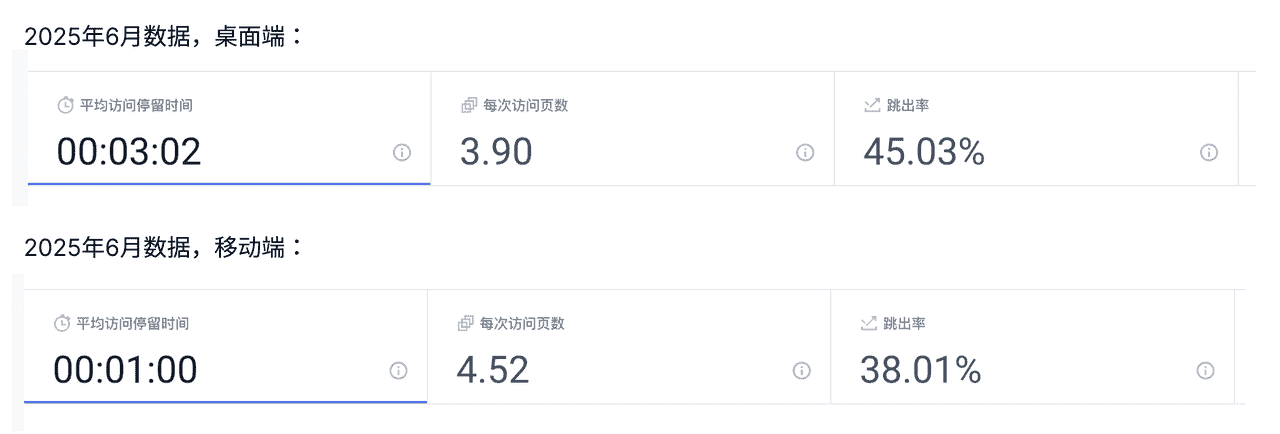 2025年6月数据，桌面端：
平均访问停留时间
每次访问页数
跳出率
00:03:02
3.90
45.03%
2025年6月数据，移动端：
平均访问停留时间
每次访问页数
跳出率
00:01:00
4.52
38.01%